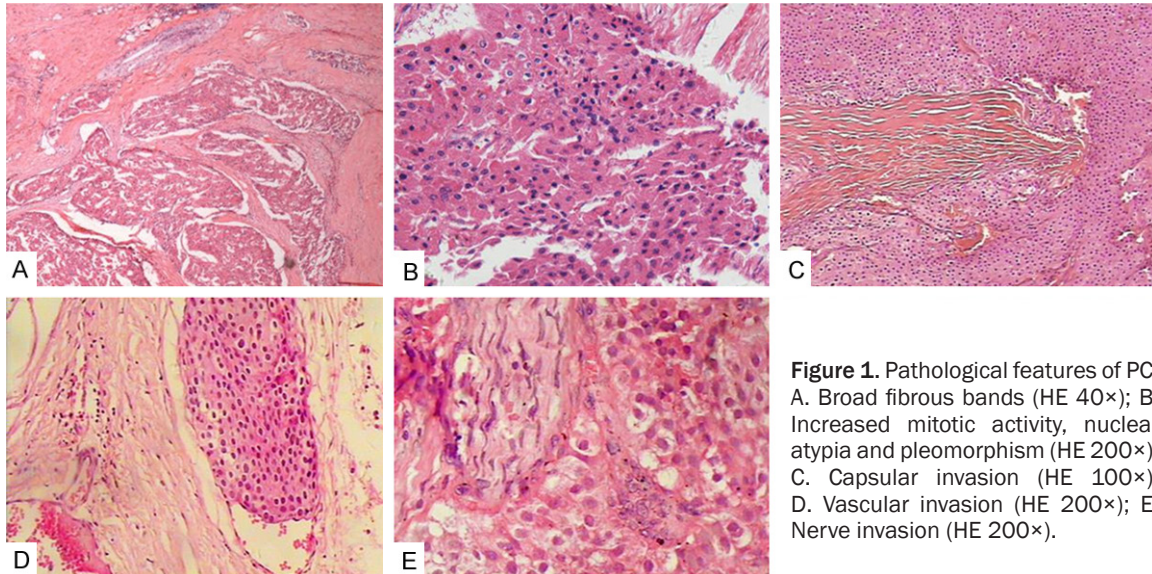 A
B
C
D
E
Figure 1. Pathological features of PC
A. Broad fibrous bands (HE 40×); B
Increased mitotic activity, nuclea
atypia and pleomorphism (HE 200×)
C. Capsular invasion (HE 100×)
D. Vascular invasion (HE 200×); E
Nerve invasion (HE 200×).